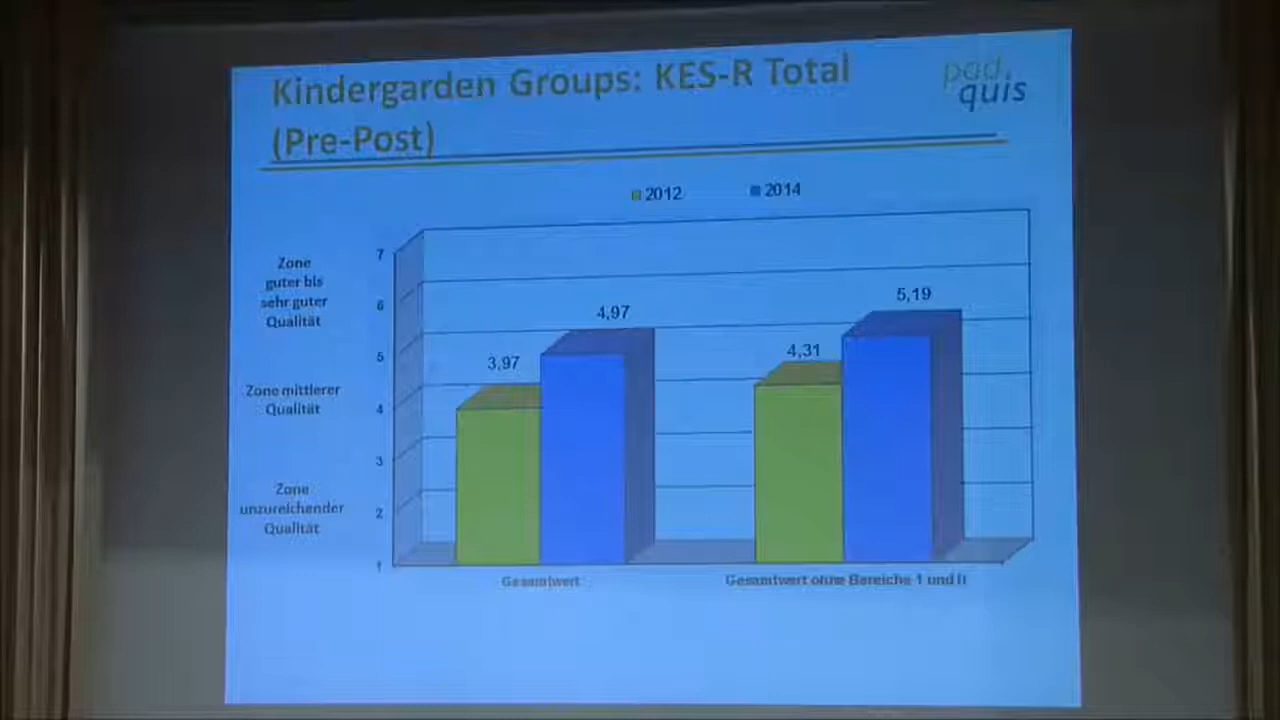 Kindergarden Groups: KES-R Total
(Pre-Post)
päd.
quis
2012
2014
Zone
guter bis
sehr guter
Qualität
Zone mittlerer
Qualität
Zone
unzureichender
Qualität
7
6
5
4
3
2
1
3,97
4,97
4,31
5,19
Gesamtwert
Gesamtwert ohne Bereiche 1 und II